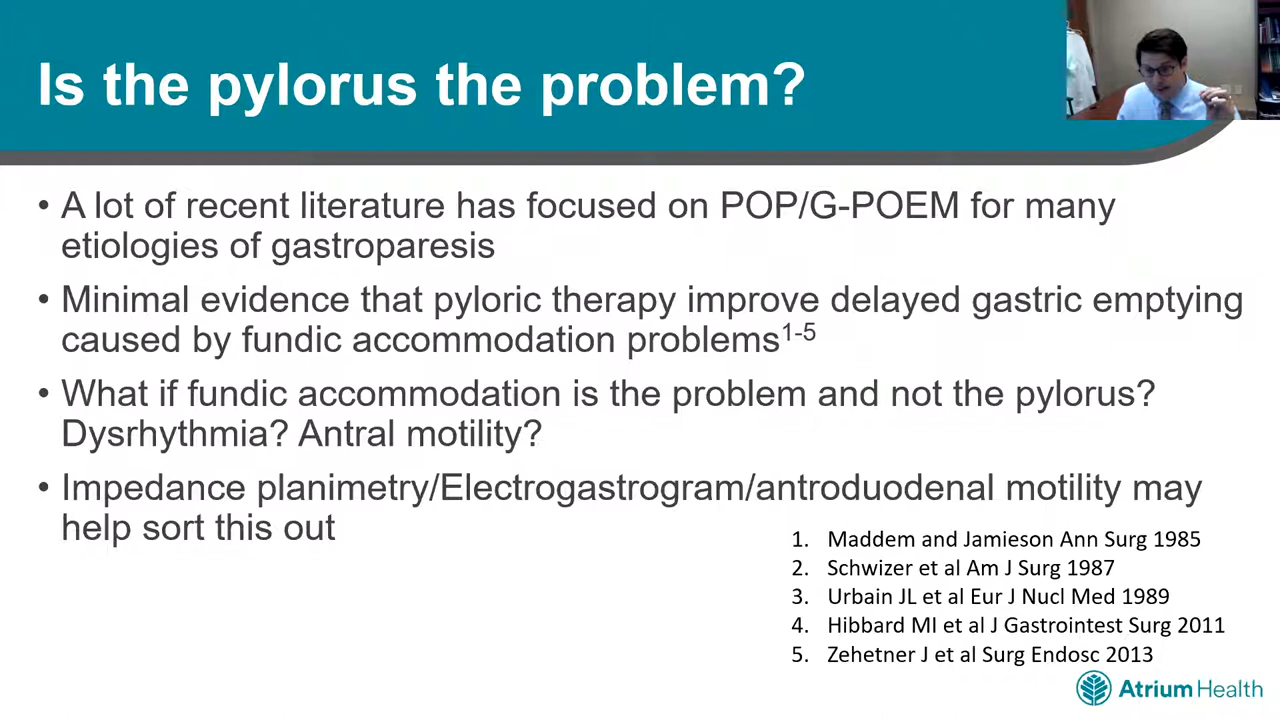 Is the pylorus the problem?
• A lot of recent literature has focused on POP/G-POEM for many
etiologies of gastroparesis
• Minimal evidence that pyloric therapy improve delayed gastric emptying
caused by fundic accommodation problems1-5
• What if fundic accommodation is the problem and not the pylorus?
Dysrhythmia? Antral motility?
• Impedance planimetry/Electrogastrogram/antroduodenal motility may
help sort this out
1. Maddem and Jamieson Ann Surg 1985
2. Schwizer et al Am J Surg 1987
3. Urbain JL et al Eur J Nucl Med 1989
4. Hibbard MI et al J Gastrointest Surg 2011
5. Zehetner J et al Surg Endosc 2013
Atrium Health